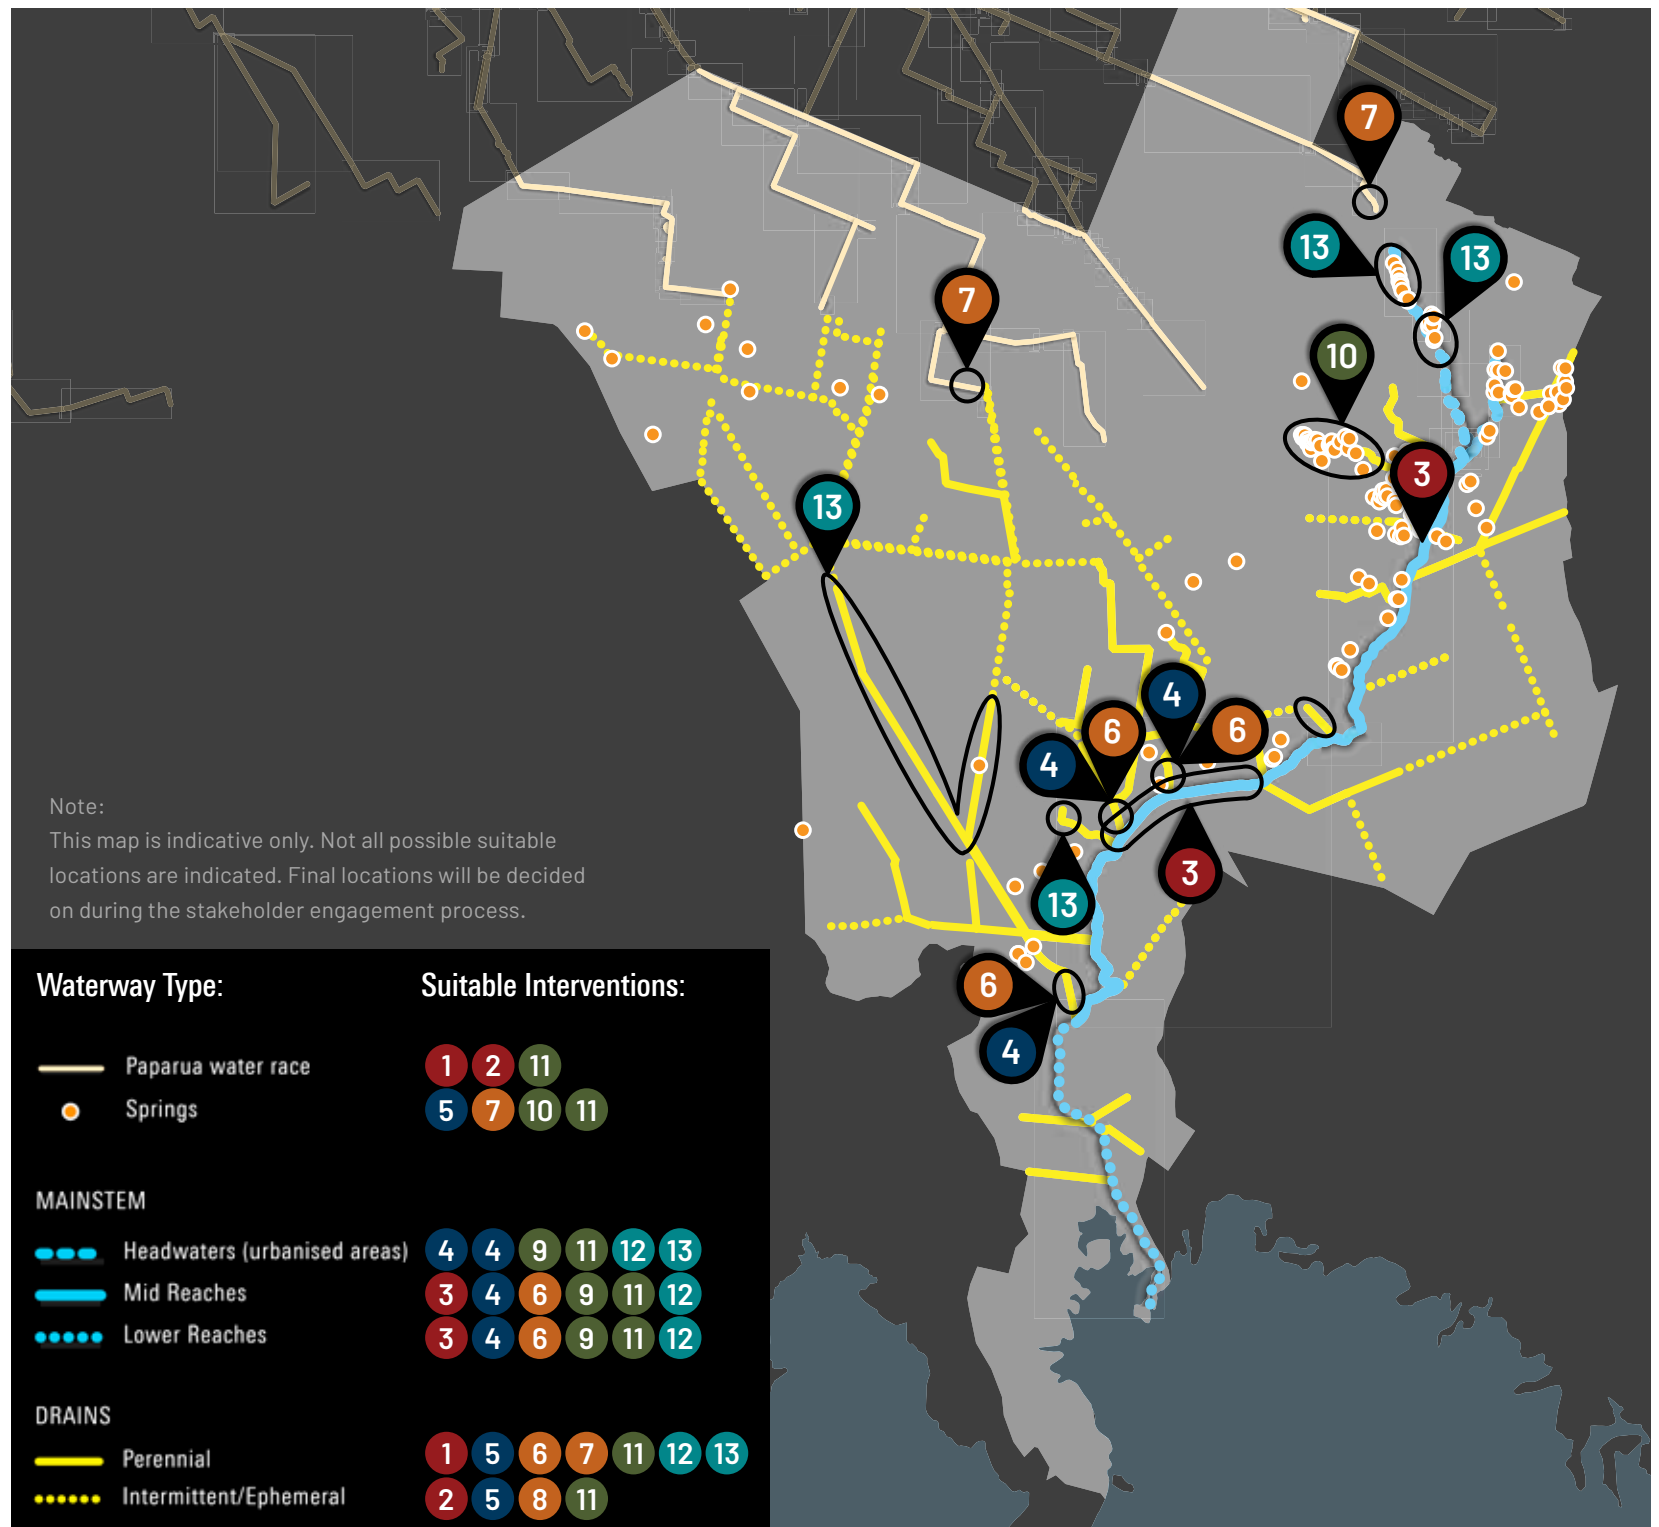 7
13
13
7
10
3
13
4
6
6
4
3
13
6
4
Note:
This map is indicative only. Not all possible suitable
locations are indicated. Final locations will be decided
on during the stakeholder engagement process.
Waterway Type: Suitable Interventions:
Paparua water race 1 2 11
Springs 5 7 10 11
MAINSTEM
Headwaters (urbanised areas) 4 4 9 11 12 13
Mid Reaches 3 4 6 9 11 12
Lower Reaches 3 4 6 9 11 12
DRAINS
Perennial 1 5 6 7 11 12 13
Intermittent/Ephemeral 2 5 8 11